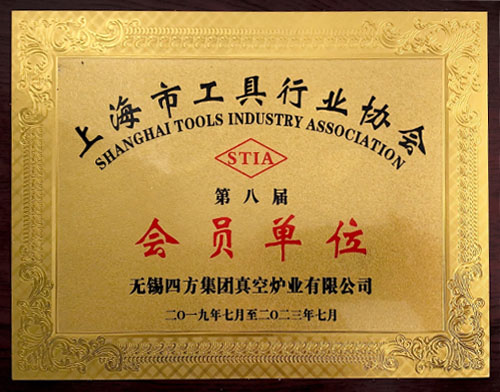 上海市工具行业协会
SHANGHAI TOOLS INDUSTRY ASSOCIATION
STIA
第八届
会员单位
无锡四方集团真空炉业有限公司
二〇一九年七月至二〇二三年七月